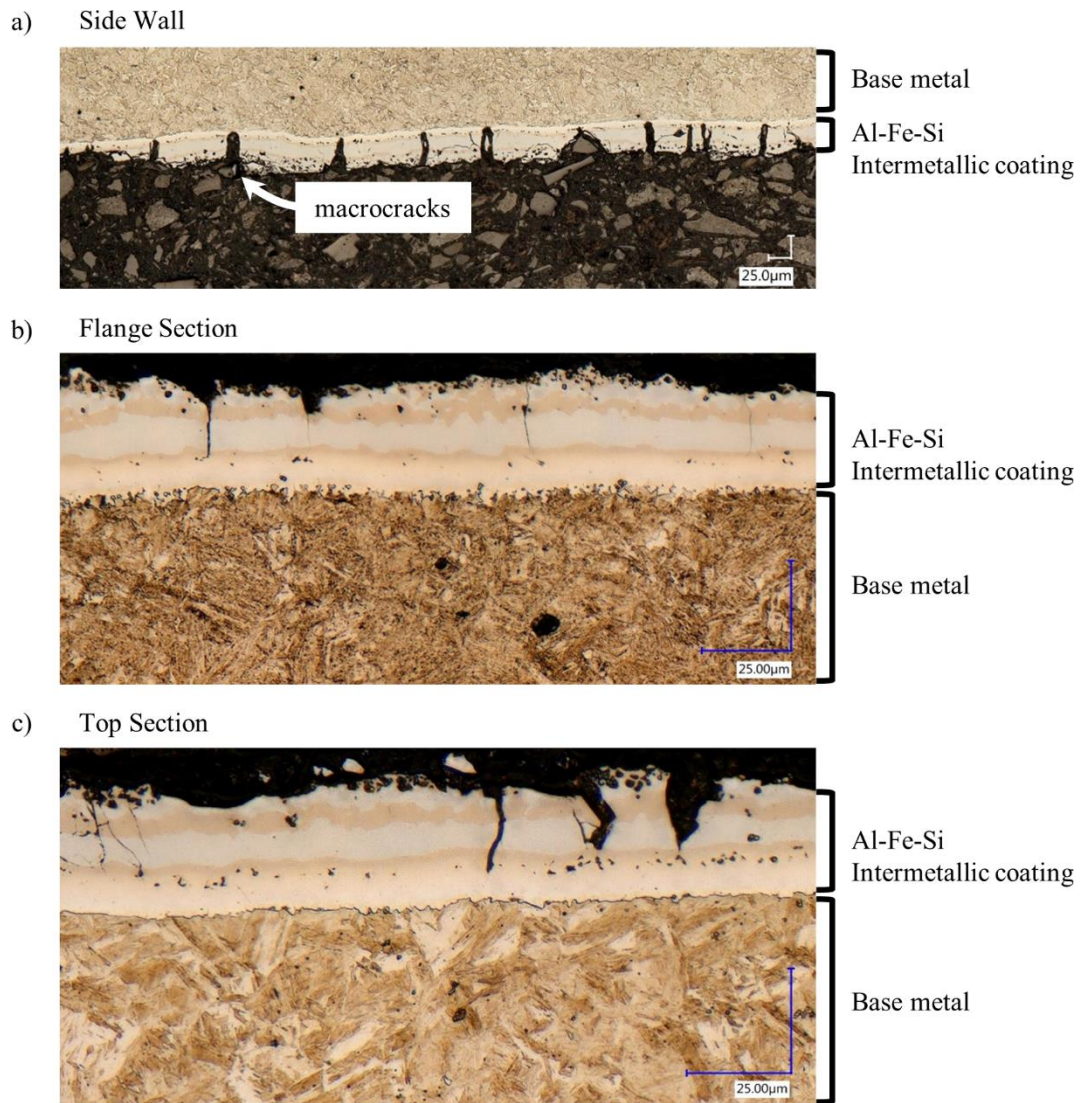 a) Side Wall
Base metal
Al-Fe-Si
Intermetallic coating
macrocracks
25.0μm
b) Flange Section
Al-Fe-Si
Intermetallic coating
Base metal
25.00μm
c) Top Section
Al-Fe-Si
Intermetallic coating
Base metal
25.00μm